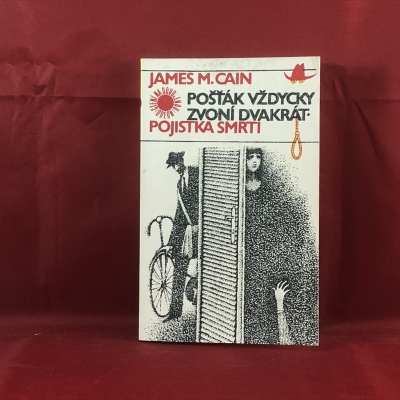 JAMES M. CAIN
POŠŤÁK VŽDYCKY
ZVONÍ DVAKRÁT·
POJISTKA SMRTI